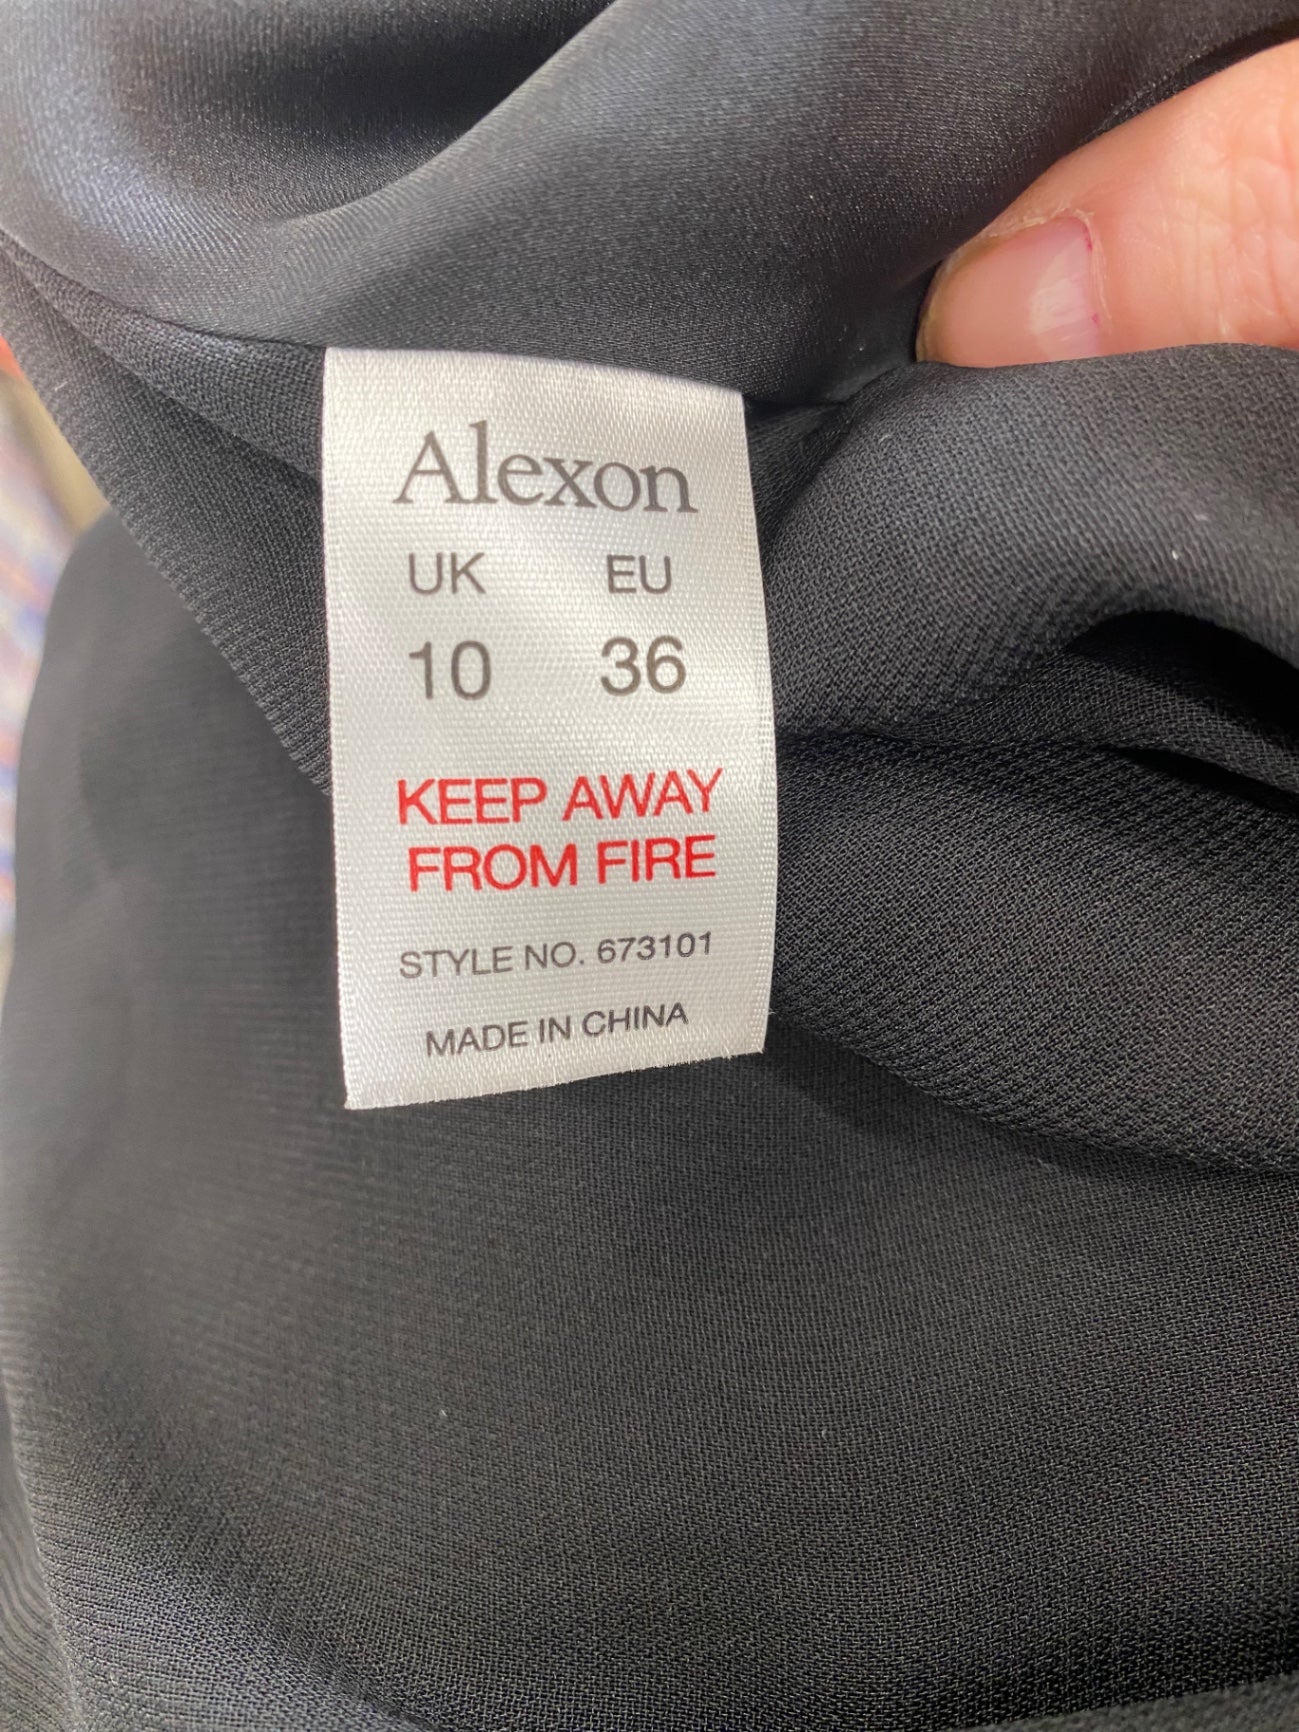 Alexon
UK EU
10 36
KEEP AWAY
FROM FIRE
STYLE NO. 673101
MADE IN CHINA